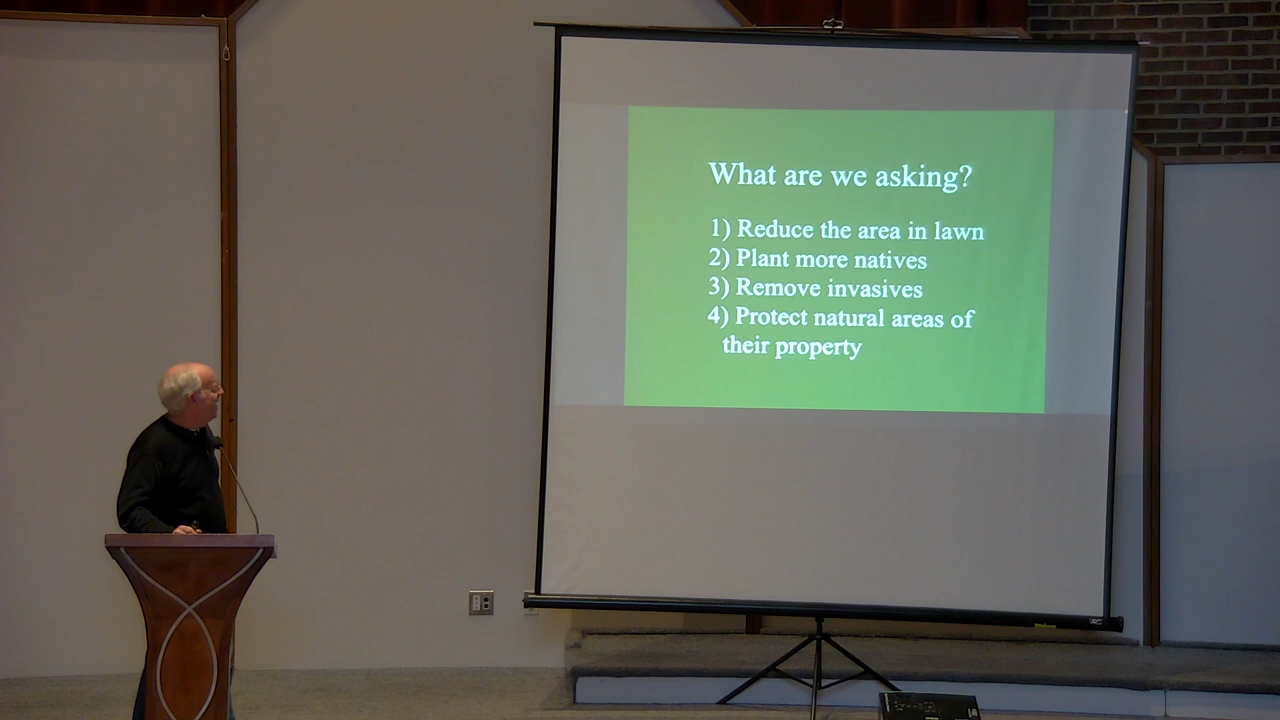 What are we asking?
1) Reduce the area in lawn
2) Plant more natives
3) Remove invasives
4) Protect natural areas of
their property